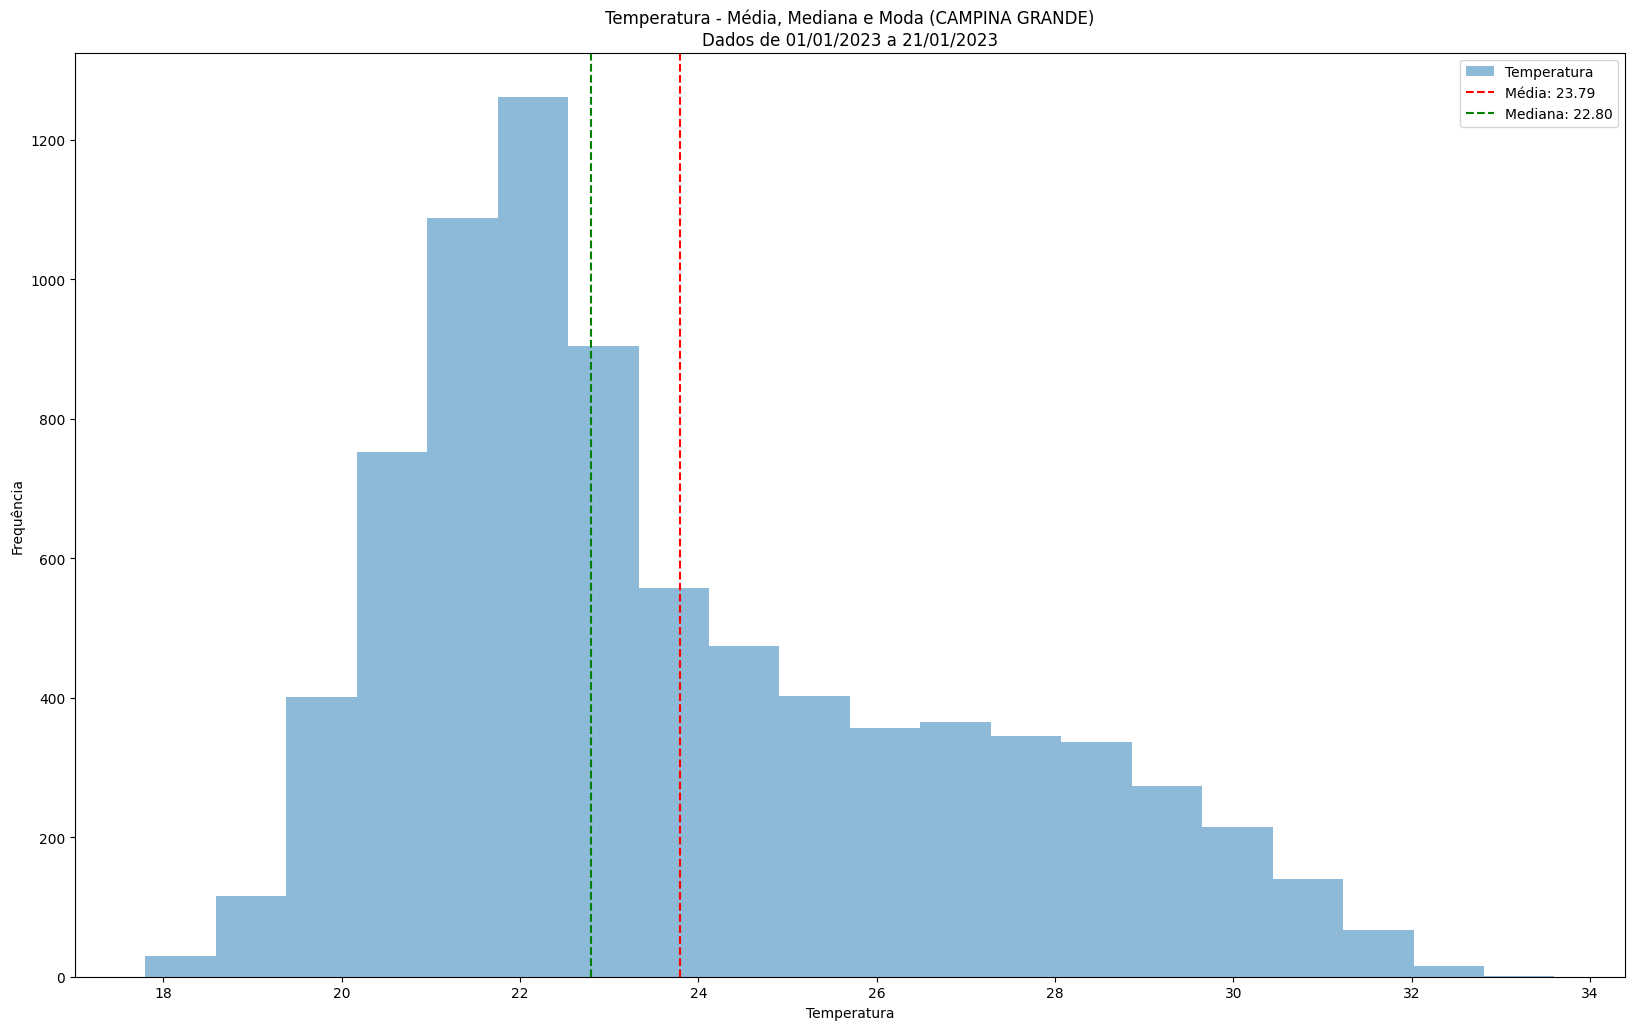 Temperatura - Média, Mediana e Moda (CAMPINA GRANDE)
Dados de 01/01/2023 a 21/01/2023
Temperatura
Média: 23.79
Mediana: 22.80
Frequência
1200
1000
800
600
400
200
0
18 20 22 24 26 28 30 32 34
Temperatura